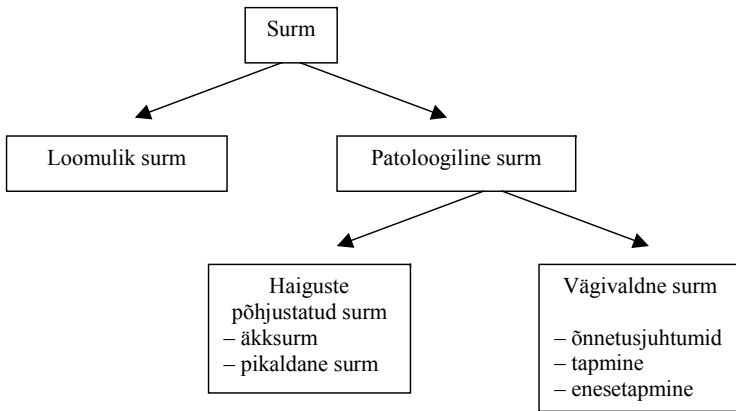 Surm
Loomulik surm
Patoloogiline surm
Haiguste
põhjustatud surm
– äkksurm
– pikaldane surm
Vägivaldne surm
– õnnetusjuhtumid
– tapmine
– enesetapmine